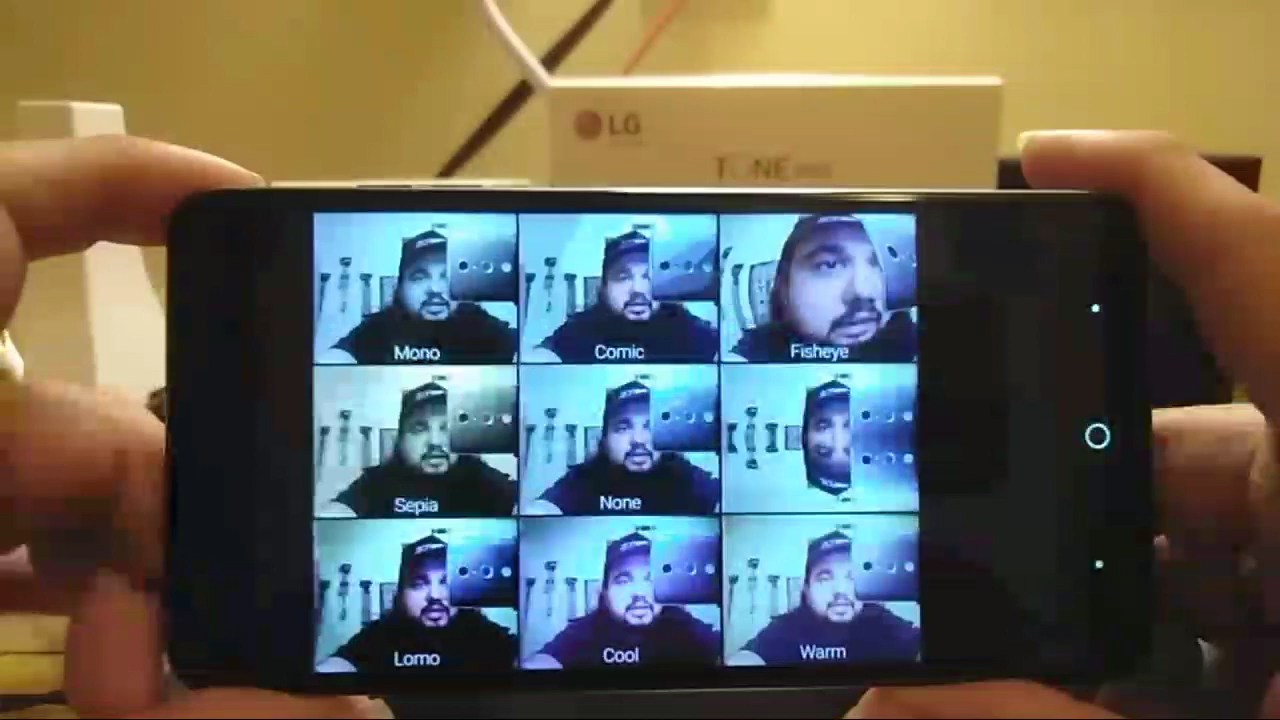 LG
TONE
Mono
Comic
Fisheye
Sepia
None
Lomo
Cool
Warm